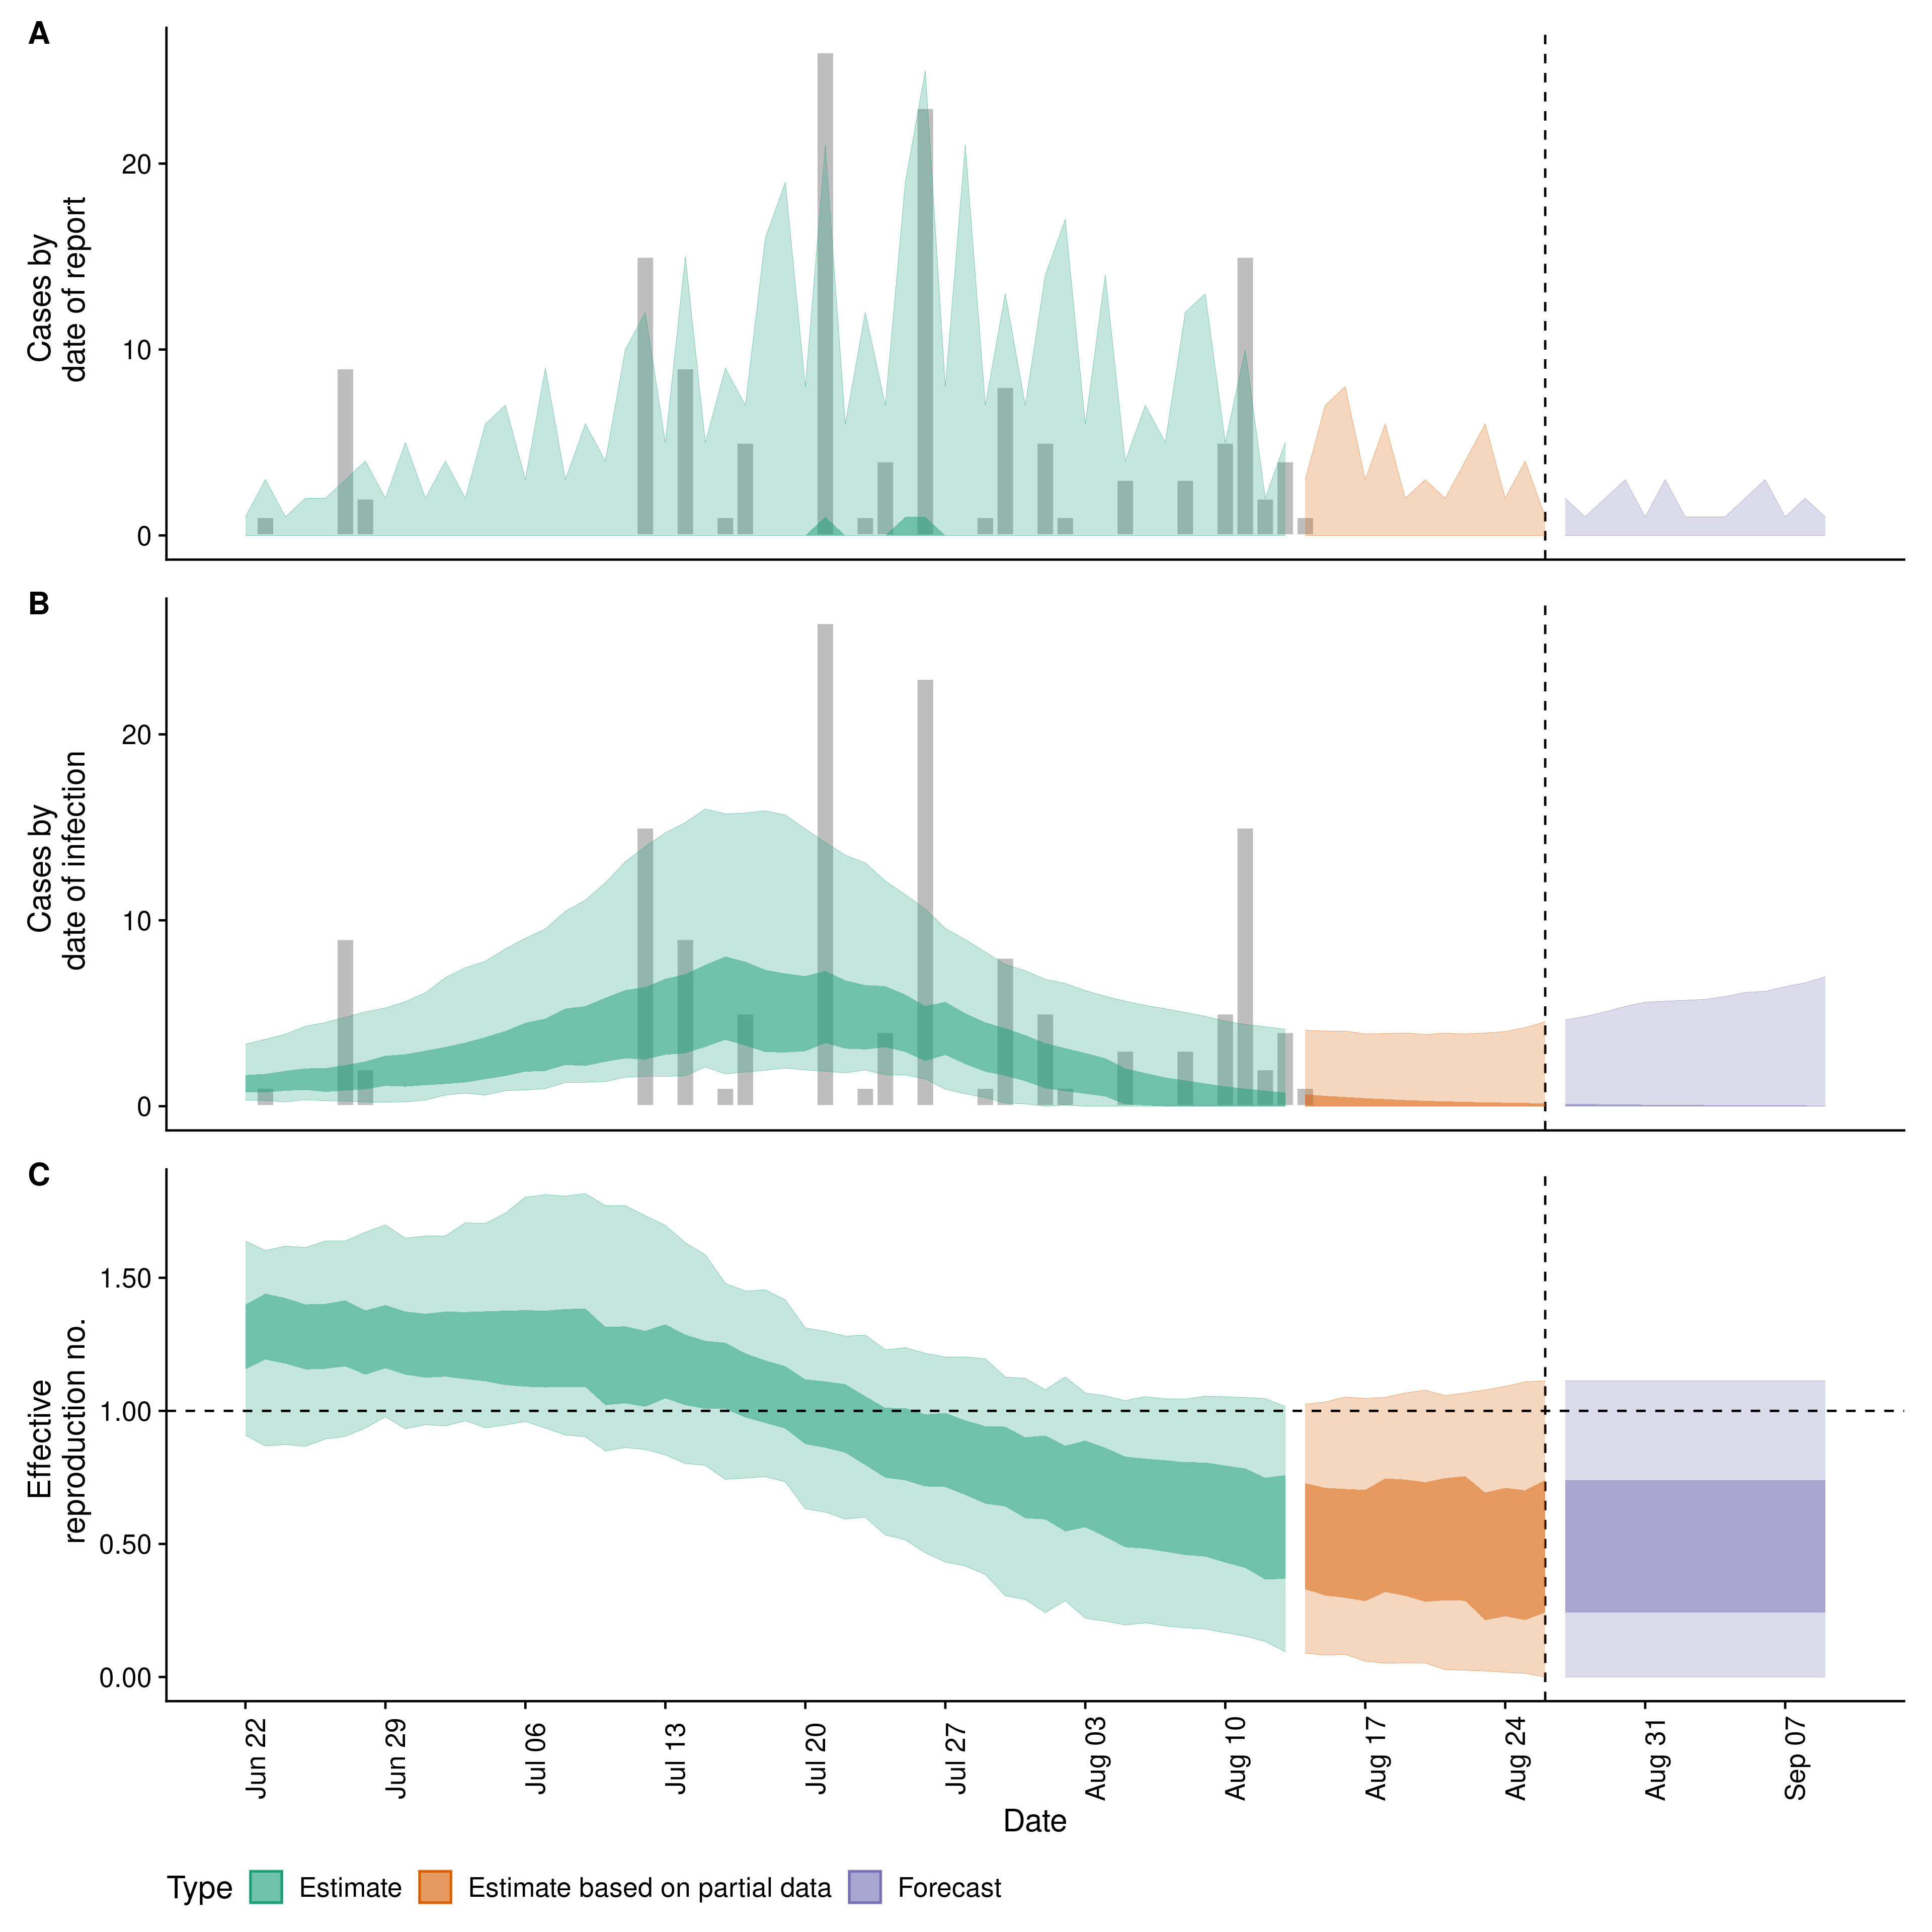 A
Cases by
date of report
20
10
0
B
Cases by
date of infection
20
10
0
C
Effective
reproduction no.
1.50
1.00
0.50
0.00
Jun 22
Jun 29
Jul 06
Jul 13
Jul 20
Jul 27
Aug 03
Aug 10
Aug 17
Aug 24
Aug 31
Sep 07
Date
Type Estimate Estimate based on partial data Forecast